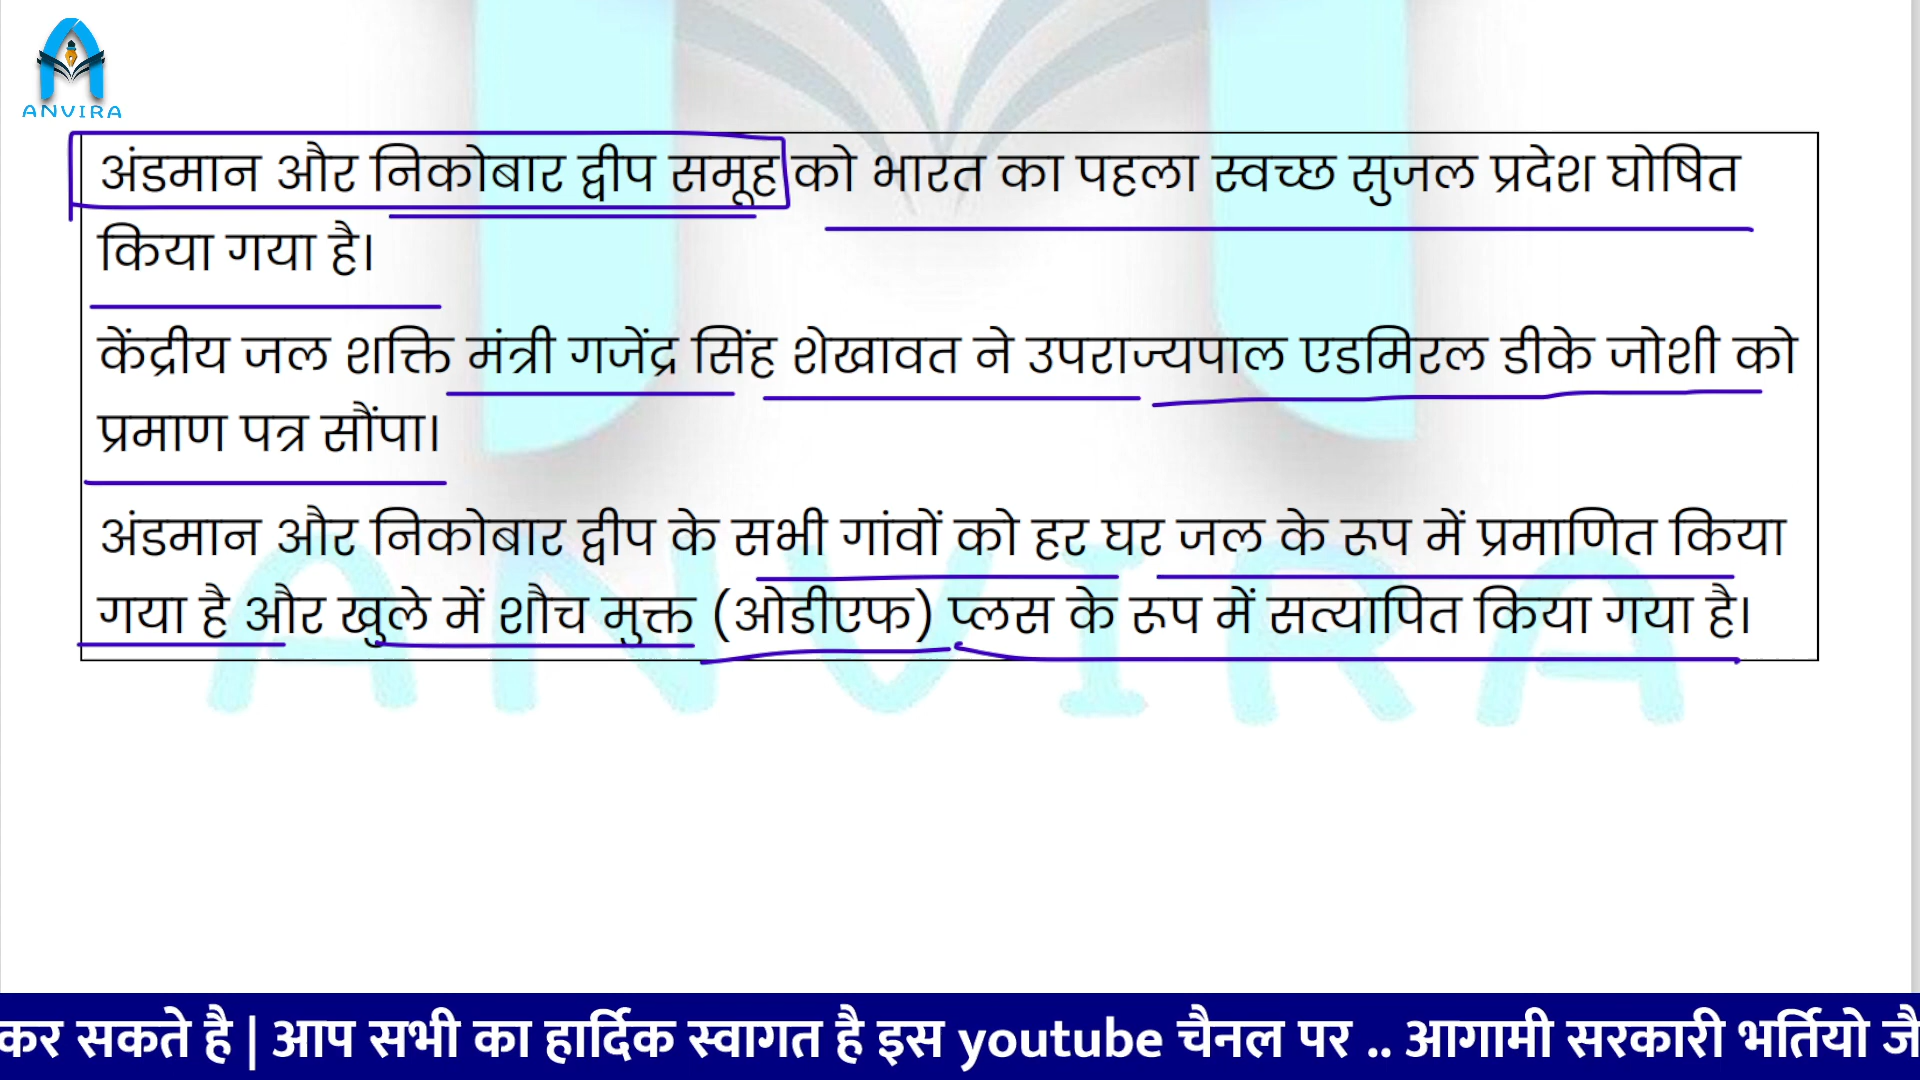 ANVIRA
अंडमान और निकोबार द्वीप समूह को भारत का पहला स्वच्छ सुजल प्रदेश घोषित
किया गया है।
केंद्रीय जल शक्ति मंत्री गजेंद्र सिंह शेखावत ने उपराज्यपाल एडमिरल डीके जोशी को
प्रमाण पत्र सौंपा।
अंडमान और निकोबार द्वीप के सभी गांवों को हर घर जल के रूप में प्रमाणित किया
गया है और खुले में शौच मुक्त (ओडीएफ) प्लस के रूप में सत्यापित किया गया है।
ANVIRA
कर सकते है | आप सभी का हार्दिक स्वागत है इस youtube चैनल पर .. आगामी सरकारी भर्तियो